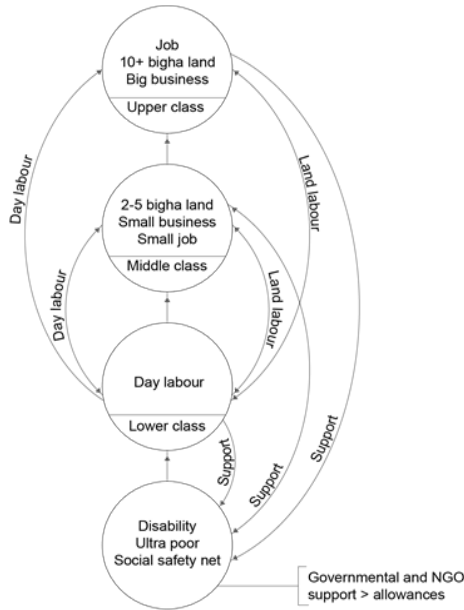 Job
10+ bigha land
Big business
Upper class
Day labour
Land labour
2-5 bigha land
Small business
Small job
Middle class
Day labour
Land labour
Day labour
Lower class
Support
Support
Support
Disability
Ultra poor
Social safety net
Governmental and NGO
support > allowances